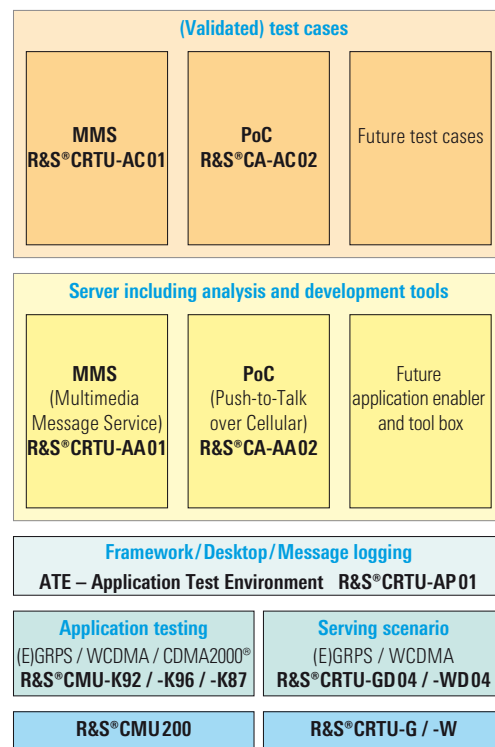 (Validated) test cases
MMS
R&S®CRTU-AC01
PoC
R&S®CA-AC02
Future test cases
Server including analysis and development tools
MMS
(Multimedia
Message Service)
R&S®CRTU-AA01
PoC
(Push-to-Talk
over Cellular)
R&S®CA-AA02
Future
application enabler
and tool box
Framework/Desktop/Message logging
ATE – Application Test Environment R&S®CRTU-AP01
Application testing
(E)GRPS / WCDMA / CDMA2000®
R&S®CMU-K92 / -K96 / -K87
Serving scenario
(E)GRPS / WCDMA
R&S®CRTU-GD04 / -WD04
R&S®CMU200
R&S®CRTU-G / -W